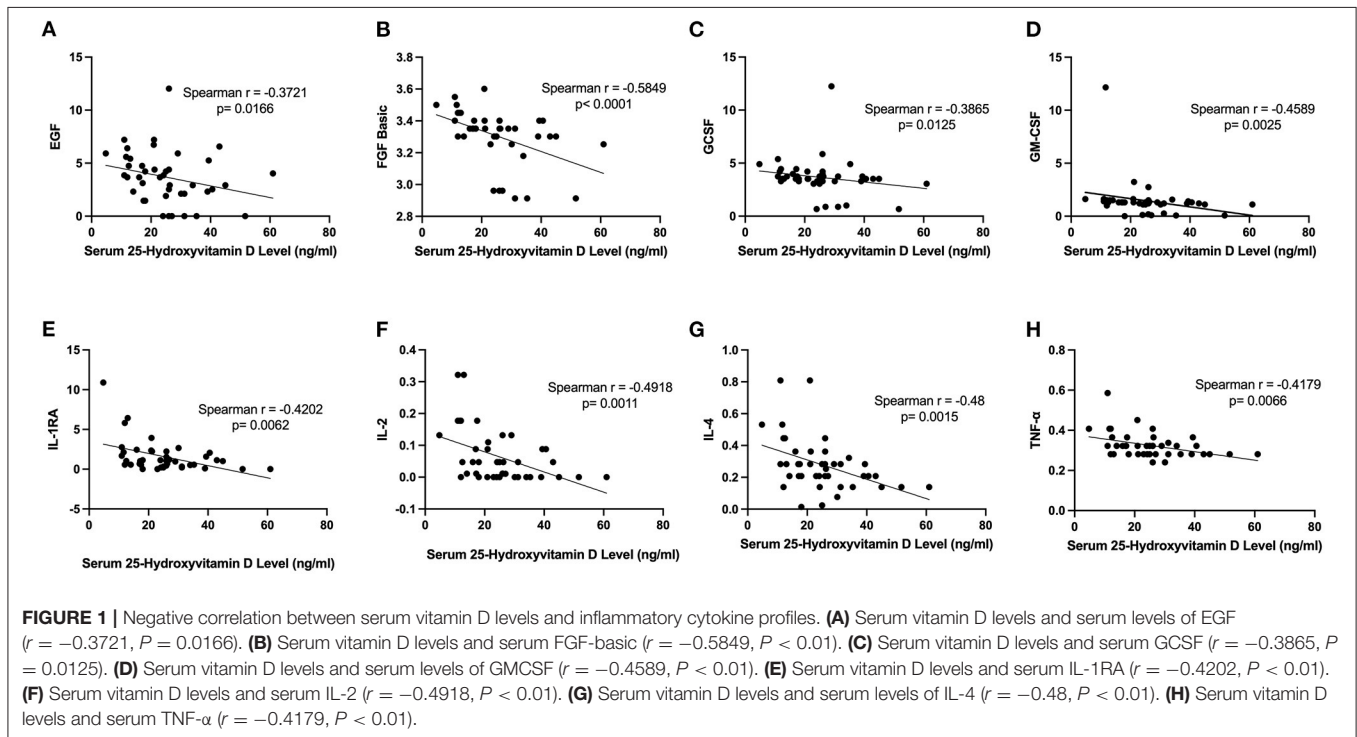 A
15
10
5
0
0 20 40 60 80
EGF
Spearman r = -0.3721
p= 0.0166
Serum 25-Hydroxyvitamin D Level (ng/ml)
B
3.8
3.6
3.4
3.2
3.0
2.8
0 20 40 60 80
FGF Basic
Spearman r = -0.5849
p< 0.0001
Serum 25-Hydroxyvitamin D Level (ng/ml)
C
15
10
5
0
0 20 40 60 80
GCSF
Spearman r = -0.3865
p= 0.0125
Serum 25-Hydroxyvitamin D Level (ng/ml)
D
15
10
5
0
0 20 40 60 80
GM-CSF
Spearman r = -0.4589
p= 0.0025
Serum 25-Hydroxyvitamin D Level (ng/ml)
E
15
10
5
0
-5
0 20 40 60 80
IL-1RA
Spearman r = -0.4202
p= 0.0062
Serum 25-Hydroxyvitamin D Level (ng/ml)
F
0.4
0.3
0.2
0.1
0.0
-0.1
0 20 40 60 80
IL-2
Spearman r = -0.4918
p= 0.0011
Serum 25-Hydroxyvitamin D Level (ng/ml)
G
1.0
0.8
0.6
0.4
0.2
0.0
0 20 40 60 80
IL-4
Spearman r = -0.48
p= 0.0015
Serum 25-Hydroxyvitamin D Level (ng/ml)
H
0.8
0.6
0.4
0.2
0.0
0 20 40 60 80
TNF-α
Spearman r = -0.4179
p= 0.0066
Serum 25-Hydroxyvitamin D Level (ng/ml)
FIGURE 1 | Negative correlation between serum vitamin D levels and inflammatory cytokine profiles. (A) Serum vitamin D levels and serum levels of EGF
(r = −0.3721, P = 0.0166). (B) Serum vitamin D levels and serum FGF-basic (r = −0.5849, P < 0.01). (C) Serum vitamin D levels and serum GCSF (r = −0.3865, P
= 0.0125). (D) Serum vitamin D levels and serum levels of GMCSF (r = −0.4589, P < 0.01). (E) Serum vitamin D levels and serum IL-1RA (r = −0.4202, P < 0.01).
(F) Serum vitamin D levels and serum IL-2 (r = −0.4918, P < 0.01). (G) Serum vitamin D levels and serum levels of IL-4 (r = −0.48, P < 0.01). (H) Serum vitamin D
levels and serum TNF-α (r = −0.4179, P < 0.01).